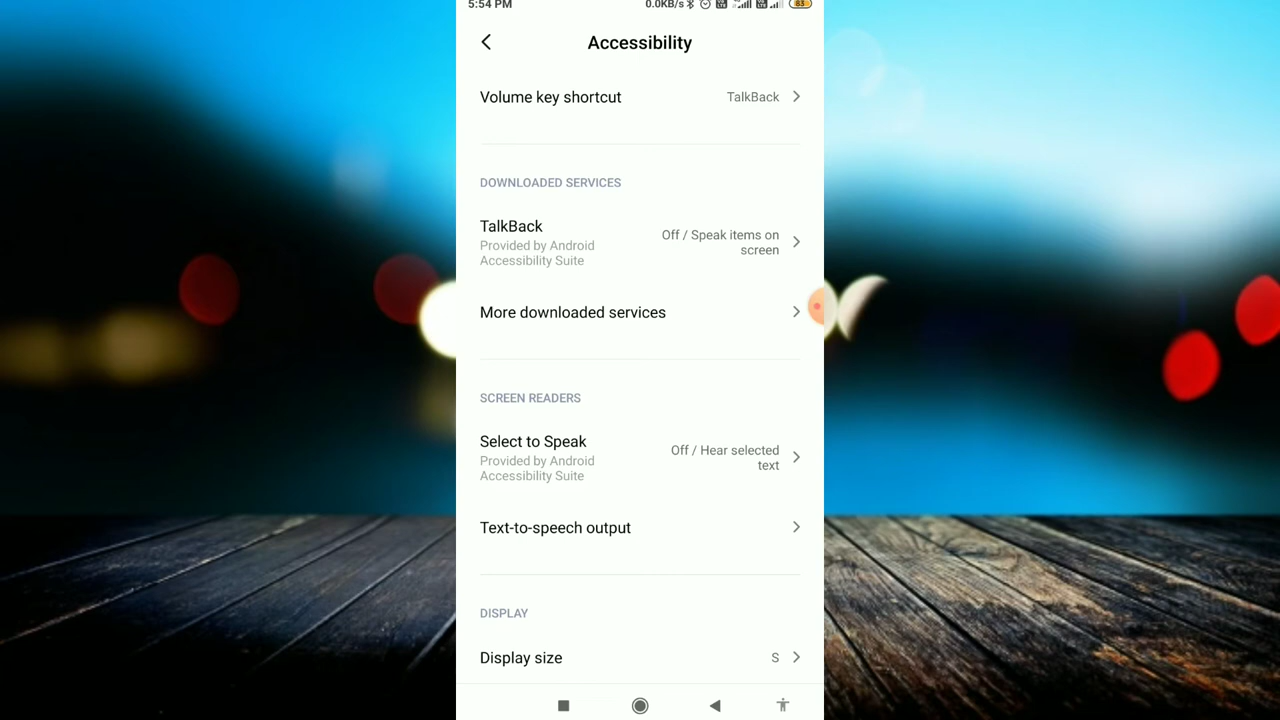 5:54 PM 0.0KB/s 83
Accessibility
Volume key shortcut TalkBack
DOWNLOADED SERVICES
TalkBack
Provided by Android
Accessibility Suite
Off / Speak items on
screen
More downloaded services
SCREEN READERS
Select to Speak
Provided by Android
Accessibility Suite
Off / Hear selected
text
Text-to-speech output
DISPLAY
Display size S